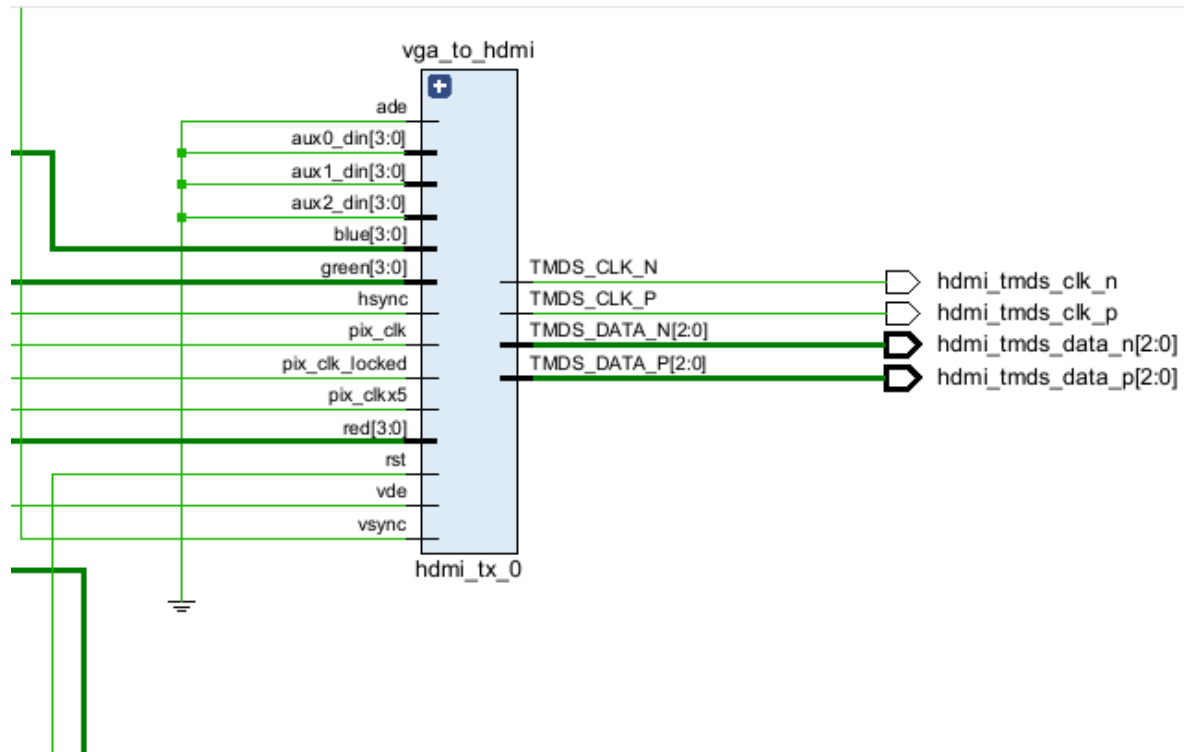 vga_to_hdmi
ade
aux0_din[3:0]
aux1_din[3:0]
aux2_din[3:0]
blue[3:0]
green[3:0]
hsync
pix_clk
pix_clk_locked
pix_clkx5
red[3:0]
rst
vde
vsync
TMDS_CLK_N
TMDS_CLK_P
TMDS_DATA_N[2:0]
TMDS_DATA_P[2:0]
hdmi_tmds_clk_n
hdmi_tmds_clk_p
hdmi_tmds_data_n[2:0]
hdmi_tmds_data_p[2:0]
hdmi_tx_0